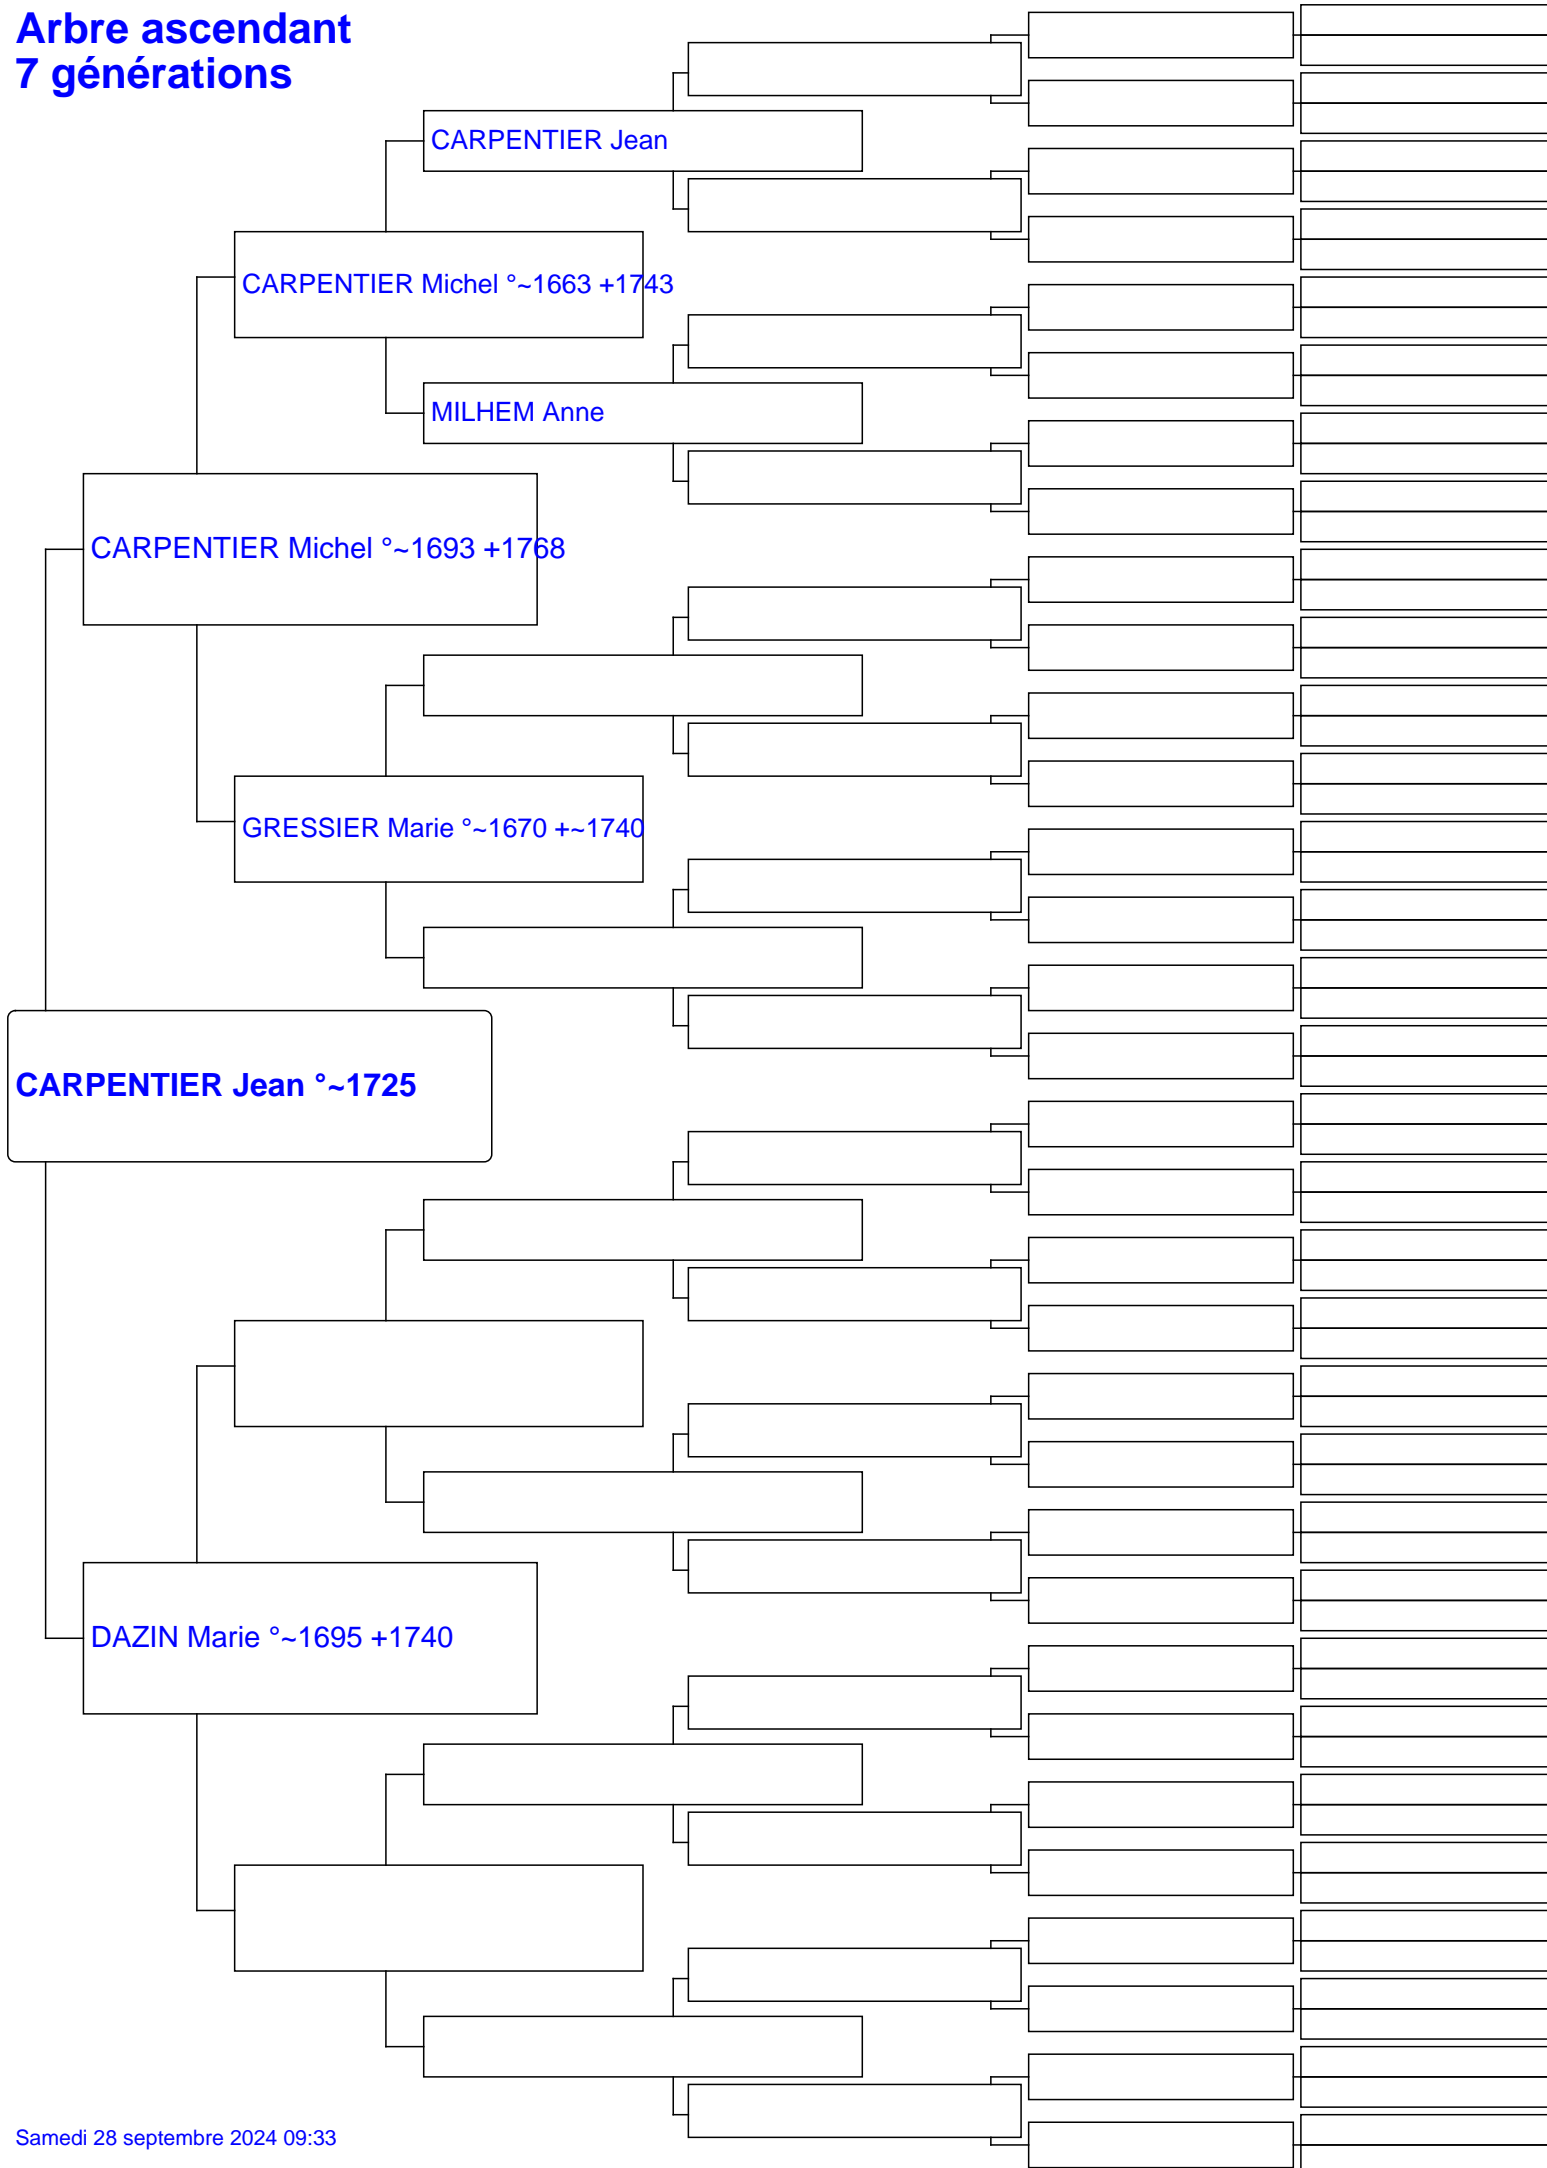 Arbre ascendant
7 générations
CARPENTIER Jean
CARPENTIER Michel °~1663 +1743
MILHEM Anne
CARPENTIER Michel °~1693 +1768
GRESSIER Marie °~1670 +~1740
CARPENTIER Jean °~1725
DAZIN Marie °~1695 +1740
Samedi 28 septembre 2024 09:33